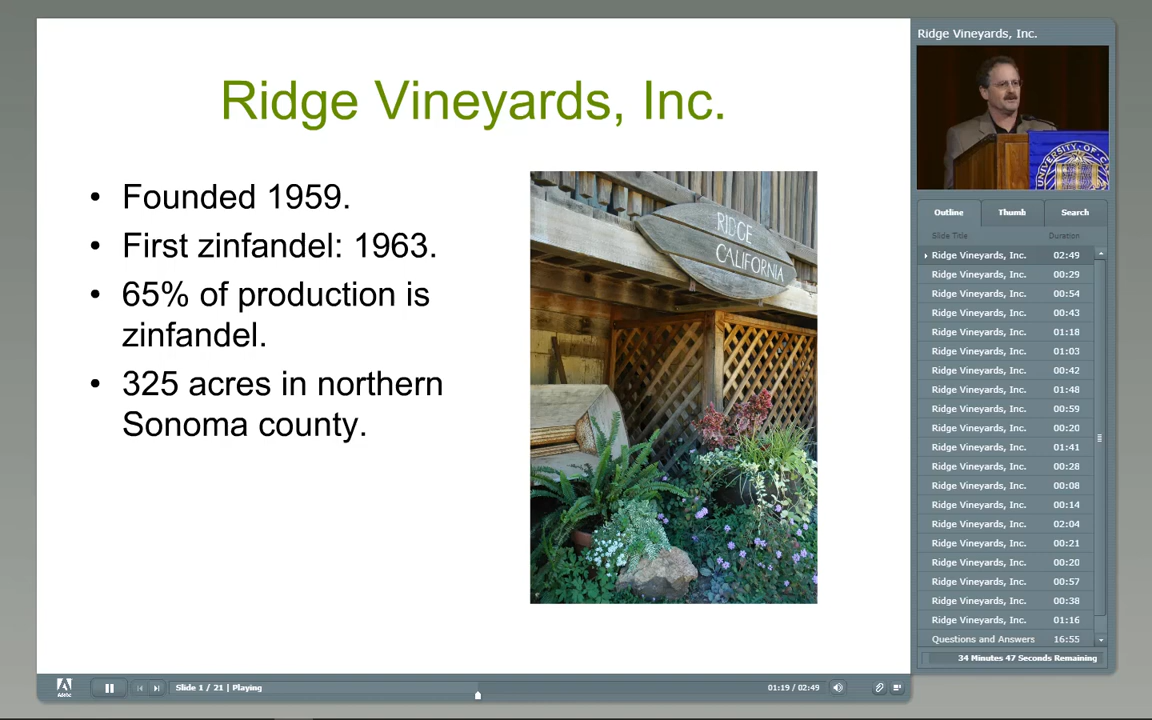 Ridge Vineyards, Inc.
• Founded 1959.
• First zinfandel: 1963.
• 65% of production is
zinfandel.
• 325 acres in northern
Sonoma county.
RIDGE
CALIFORNIA
Ridge Vineyards, Inc.
UNIVERSITY OF
Outline Thumb Search
Slide Title Duration
Ridge Vineyards, Inc. 02:49
Ridge Vineyards, Inc. 00:29
Ridge Vineyards, Inc. 00:54
Ridge Vineyards, Inc. 00:43
Ridge Vineyards, Inc. 01:18
Ridge Vineyards, Inc. 01:03
Ridge Vineyards, Inc. 00:42
Ridge Vineyards, Inc. 01:48
Ridge Vineyards, Inc. 00:59
Ridge Vineyards, Inc. 00:20
Ridge Vineyards, Inc. 01:41
Ridge Vineyards, Inc. 00:28
Ridge Vineyards, Inc. 00:08
Ridge Vineyards, Inc. 00:14
Ridge Vineyards, Inc. 02:04
Ridge Vineyards, Inc. 00:21
Ridge Vineyards, Inc. 00:20
Ridge Vineyards, Inc. 00:57
Ridge Vineyards, Inc. 00:38
Ridge Vineyards, Inc. 01:16
Questions and Answers 16:55
34 Minutes 47 Seconds Remaining
Adobe
Slide 1 / 21 | Playing
01:19 / 02:49